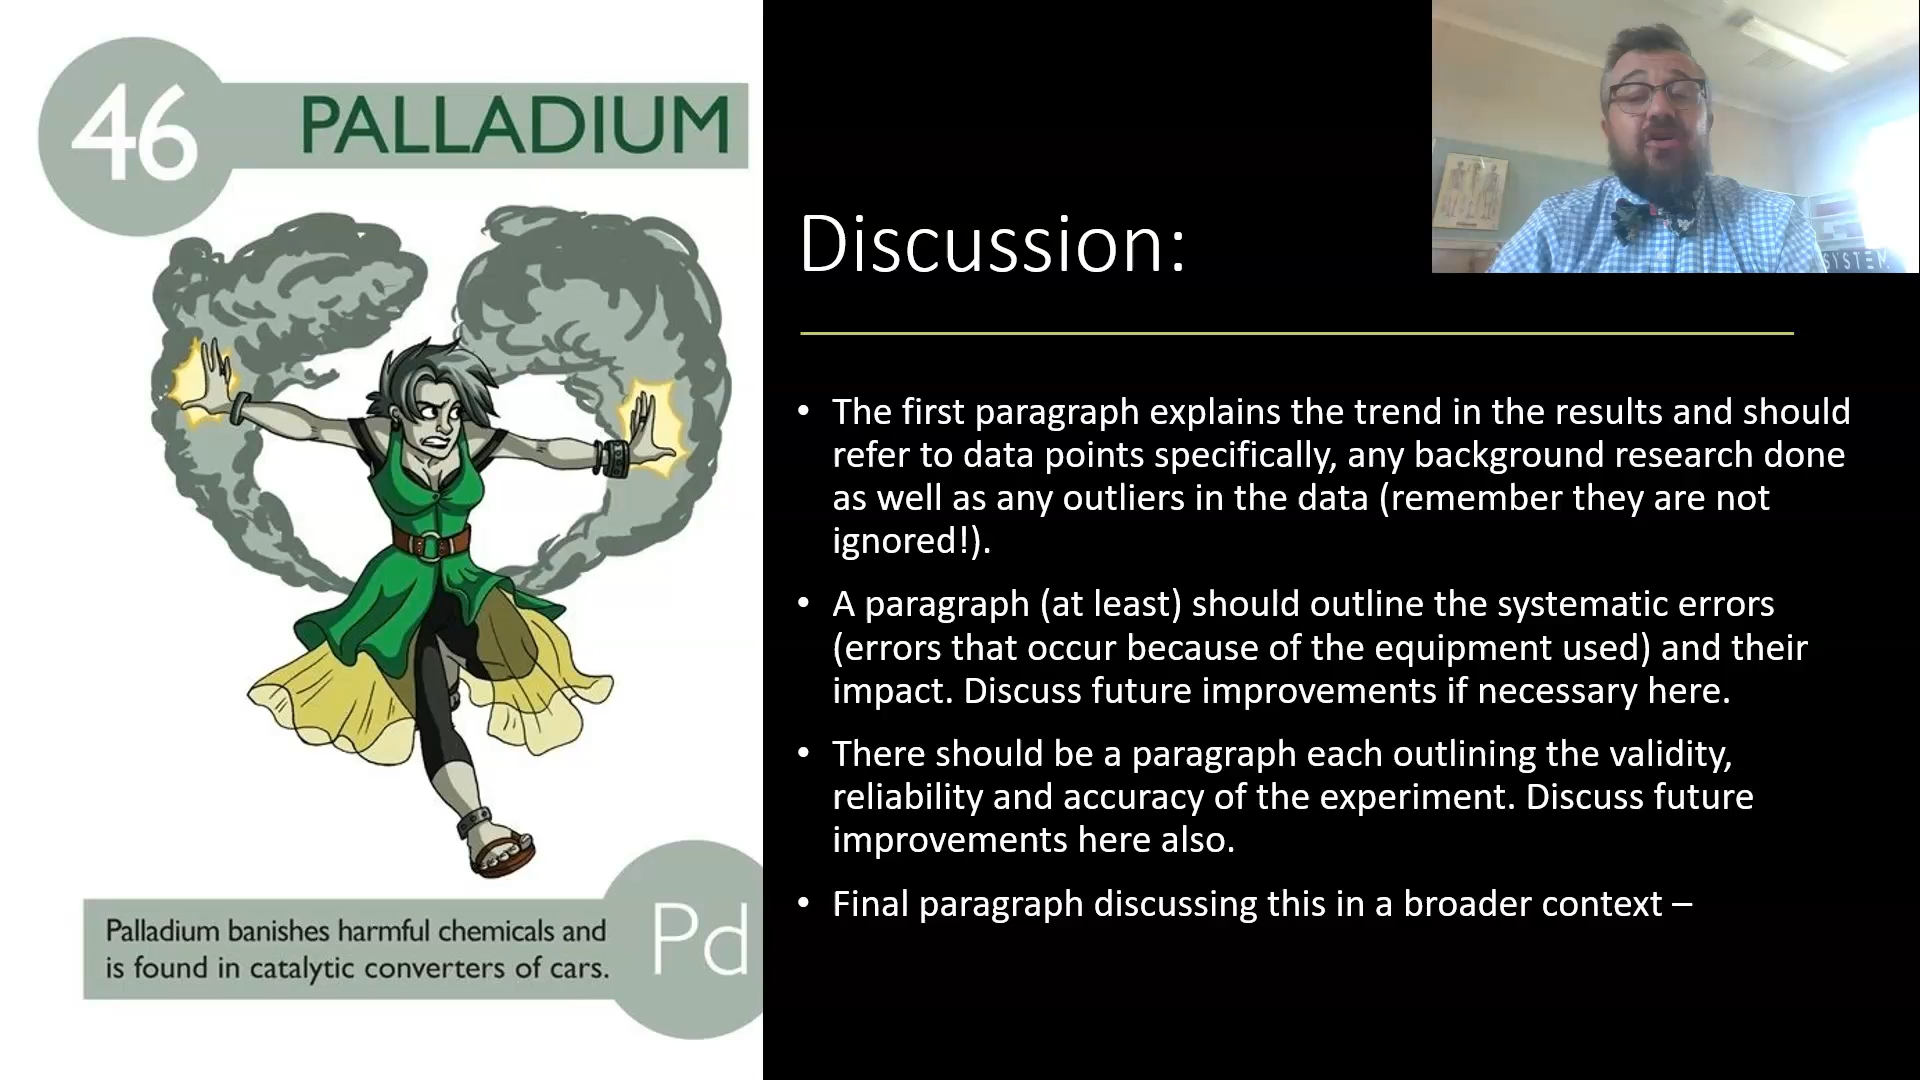 46
PALLADIUM
Palladium banishes harmful chemicals and
is found in catalytic converters of cars.
Pd
Discussion:
• The first paragraph explains the trend in the results and should
refer to data points specifically, any background research done
as well as any outliers in the data (remember they are not
ignored!).
• A paragraph (at least) should outline the systematic errors
(errors that occur because of the equipment used) and their
impact. Discuss future improvements if necessary here.
• There should be a paragraph each outlining the validity,
reliability and accuracy of the experiment. Discuss future
improvements here also.
• Final paragraph discussing this in a broader context –
SYSTEM